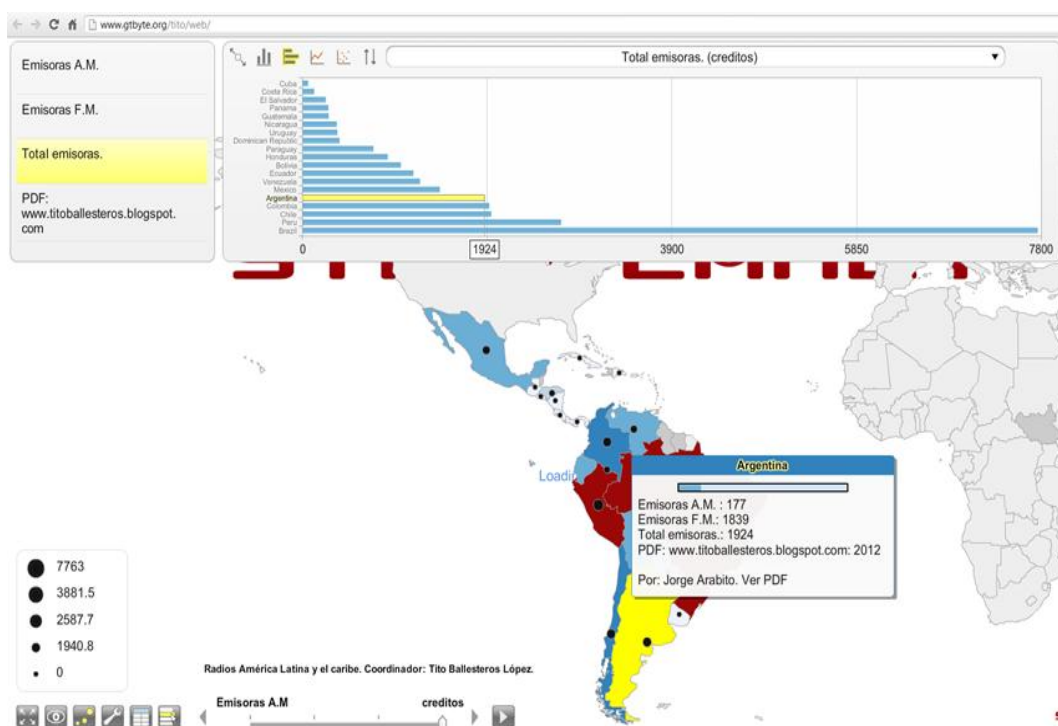 www.gtbyte.org/tito/web/
Emisoras A.M.
Emisoras F.M.
Total emisoras.
PDF:
www.titoballesteros.blogspot.
com
Total emisoras. (creditos)
Cuba
Costa Rica
El Salvador
Panama
Guatemala
Nicaragua
Uruguay
Dominican Republic
Paraguay
Honduras
Bolivia
Ecuador
Venezuela
Mexico
Argentina
Colombia
Chile
Peru
Brazil
0
1924
3900
5850
7800
Loadin
Argentina
Emisoras A.M. : 177
Emisoras F.M.: 1839
Total emisoras.: 1924
PDF: www.titoballesteros.blogspot.com: 2012
Por: Jorge Arabito. Ver PDF
7763
3881.5
2587.7
1940.8
0
Radios América Latina y el caribe. Coordinador: Tito Ballesteros López.
Emisoras A.M
creditos